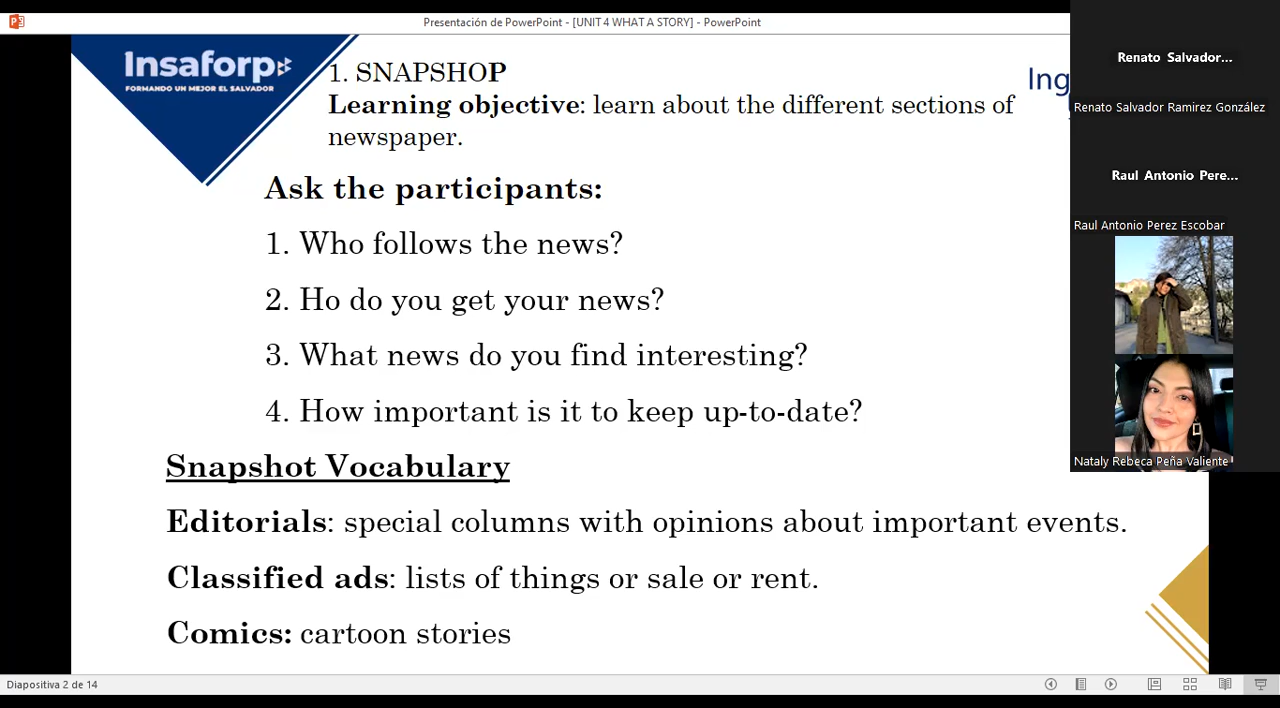 Presentación de PowerPoint - [UNIT 4 WHAT A STORY] - PowerPoint
Insaforp
FORMANDO UN MEJOR EL SALVADOR
1. SNAPSHOP
Learning objective: learn about the different sections of
newspaper.
Ing
Ask the participants:
1. Who follows the news?
2. Ho do you get your news?
3. What news do you find interesting?
4. How important is it to keep up-to-date?
Snapshot Vocabulary
Editorials: special columns with opinions about important events.
Classified ads: lists of things or sale or rent.
Comics: cartoon stories
Renato Salvador...
Renato Salvador Ramirez González
Raul Antonio Pere...
Raul Antonio Perez Escobar
Nataly Rebeca Peña Valiente
Diapositiva 2 de 14